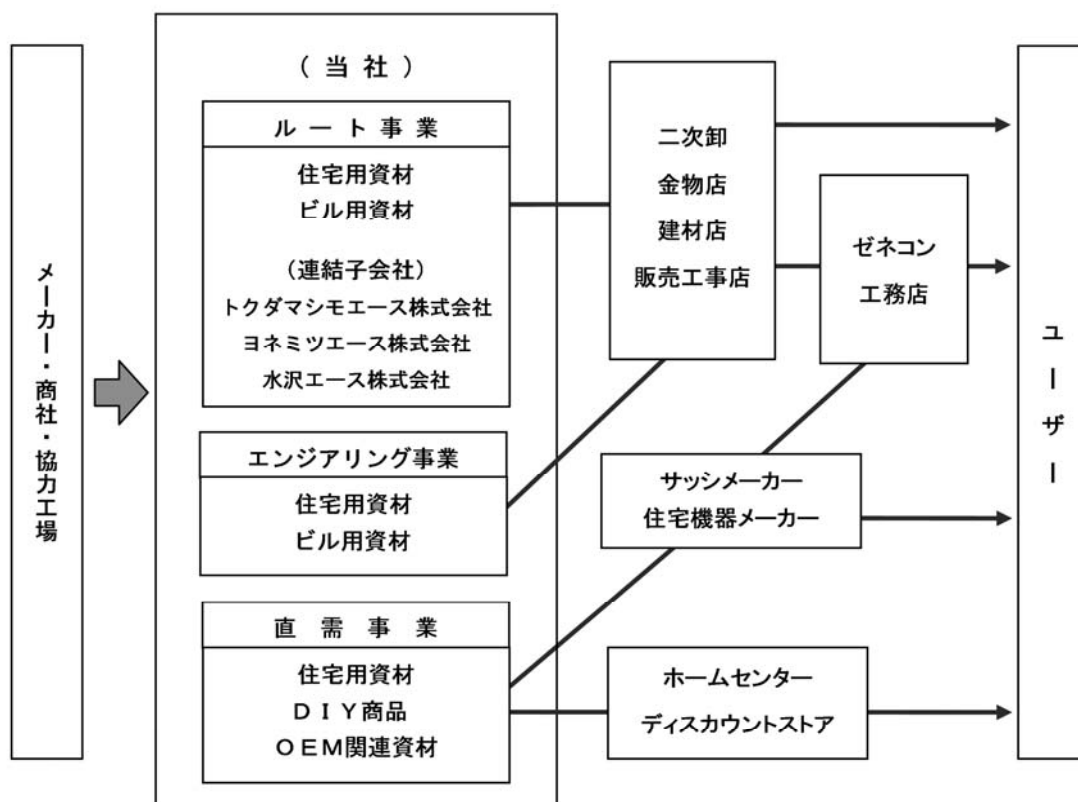 メーカー・商社・協力工場
(当社)
ルート事業
住宅用資材
ビル用資材
(連結子会社)
トクダマシモエース株式会社
ヨネミツエース株式会社
水沢エース株式会社
エンジアリング事業
住宅用資材
ビル用資材
直需事業
住宅用資材
DIY商品
OEM関連資材
二次卸
金物店
建材店
販売工事店
ゼネコン
工務店
サッシメーカー
住宅機器メーカー
ホームセンター
ディスカウントストア
ユーザー